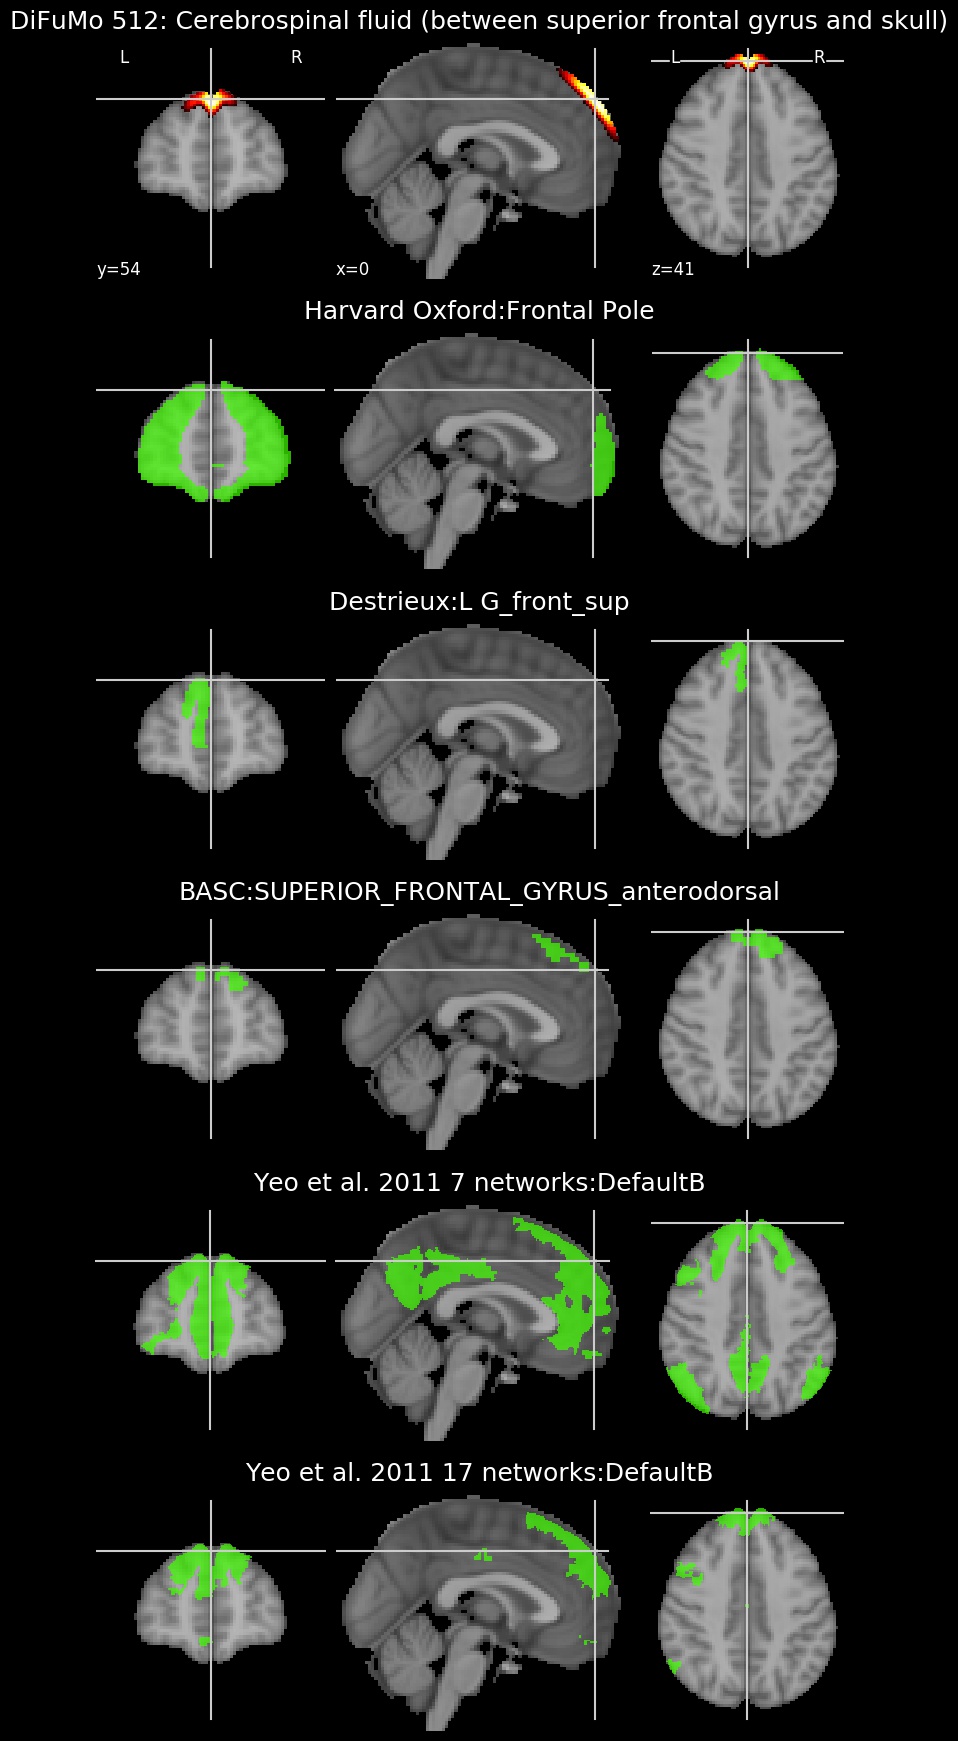 DiFuMo 512: Cerebrospinal fluid (between superior frontal gyrus and skull)
L R L R
y=54 x=0 z=41
Harvard Oxford:Frontal Pole
Destrieux:L G_front_sup
BASC:SUPERIOR_FRONTAL_GYRUS_anterodorsal
Yeo et al. 2011 7 networks:DefaultB
Yeo et al. 2011 17 networks:DefaultB